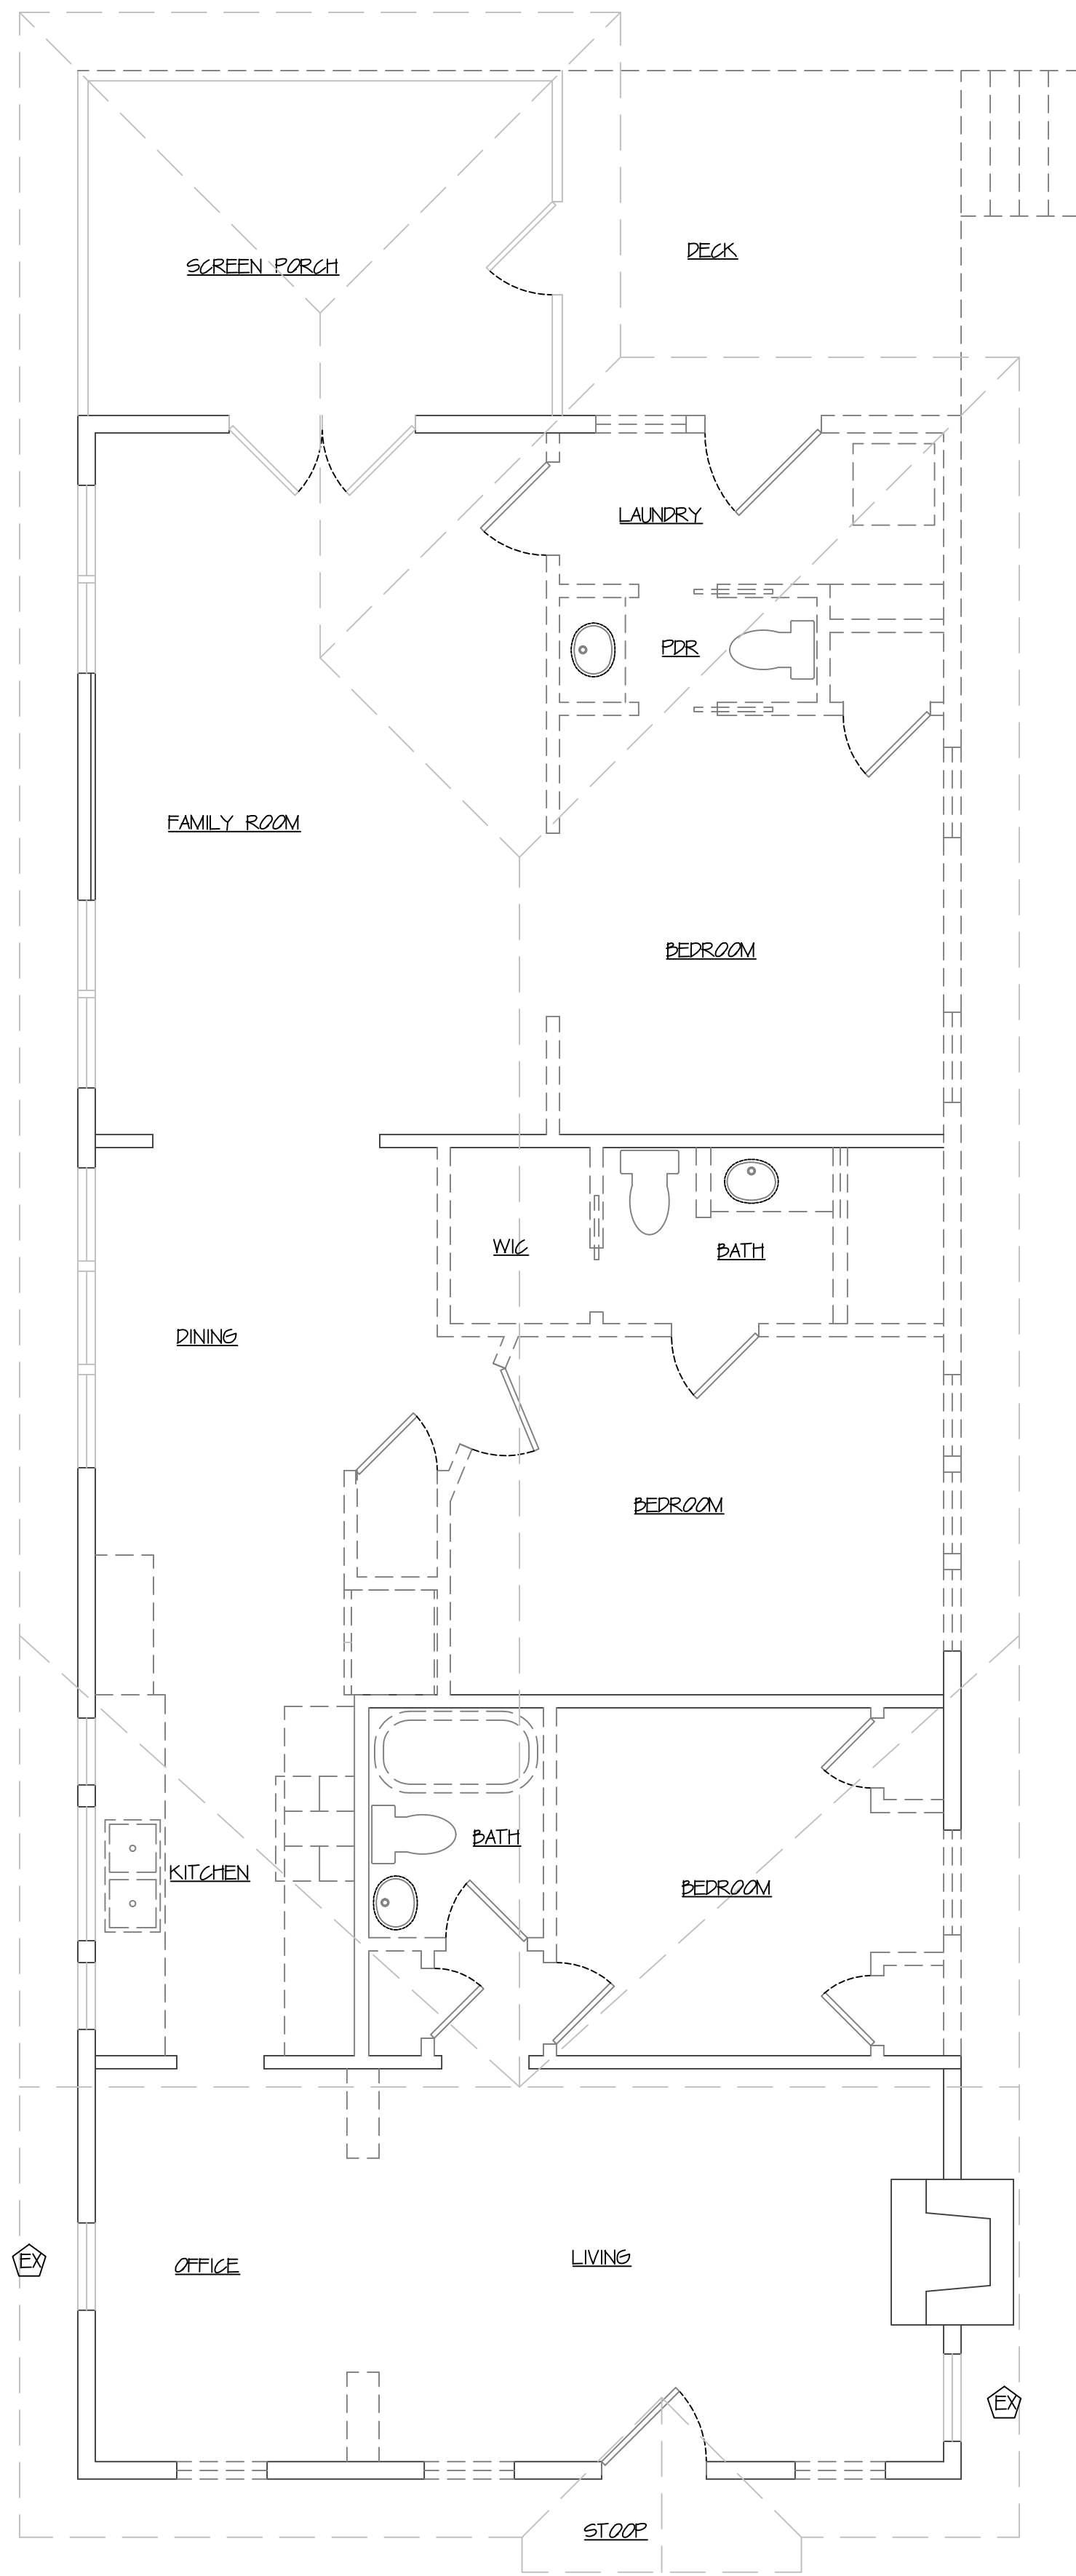 DECK
SCREEN PORCH
LAUNDRY
PDR
FAMILY ROOM
BEDROOM
WIC
BATH
DINING
BEDROOM
BATH
KITCHEN
BEDROOM
EX
OFFICE
LIVING
EX
STOOP